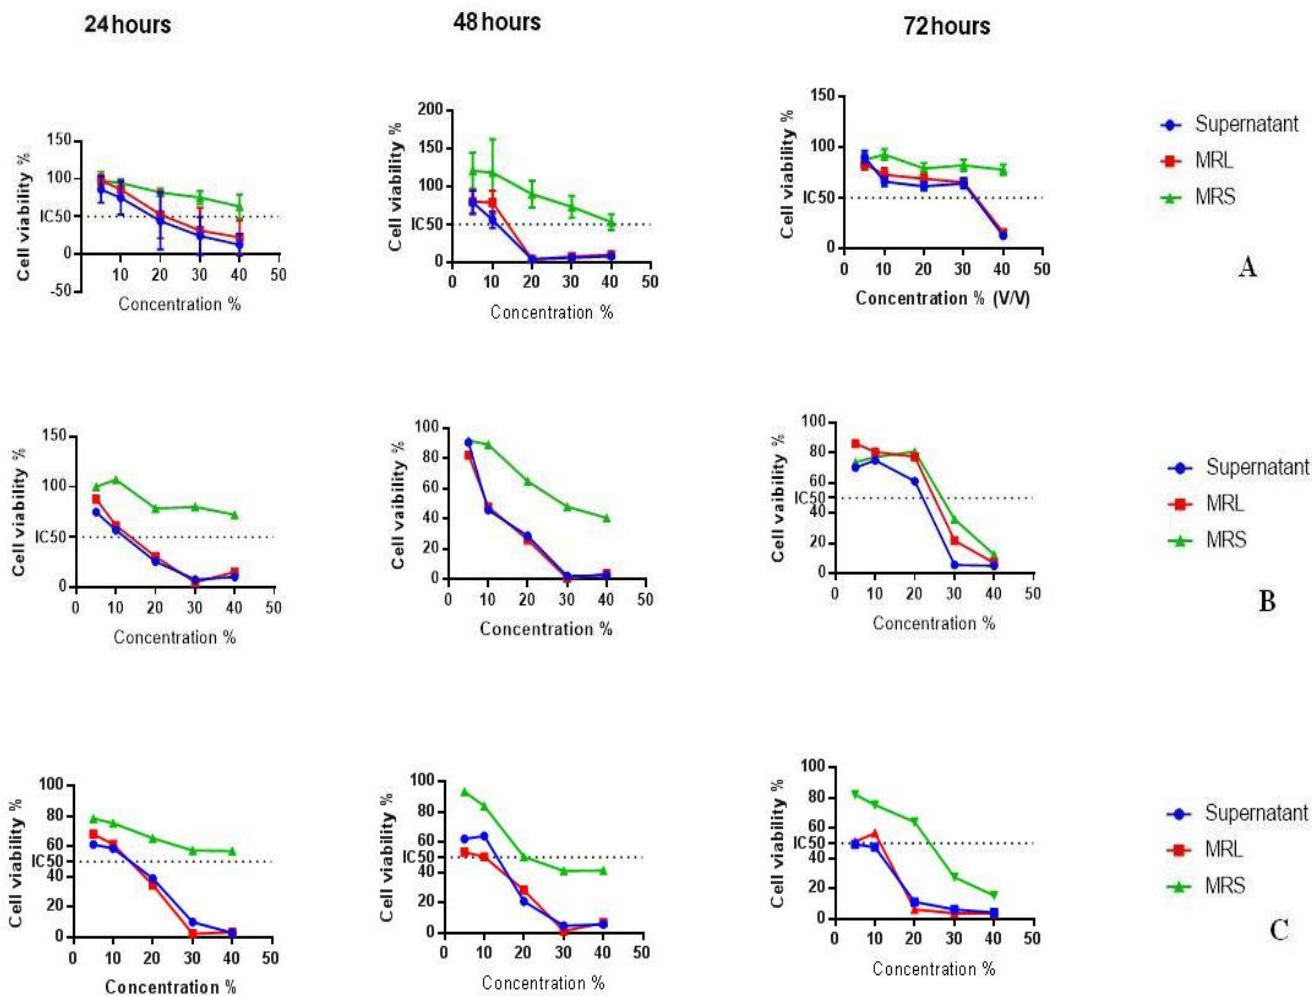 24hours
48hours
72hours
Cell viability %
150
100
IC50
0
-50
10 20 30 40 50
Concentration %
Cell viability %
200
150
100
IC50
0
0 10 20 30 40 50
Concentration %
Cell viability %
150
100
IC50
0
0 10 20 30 40 50
Concentration % (V/V)
Supernatant
MRL
MRS
A
Cell viability %
150
100
IC50
0
0 10 20 30 40 50
Concentration %
Cell vaibility %
100
80
60
40
20
0
0 10 20 30 40 50
Concentration %
Cell viability %
100
80
60
IC50
40
20
0
0 10 20 30 40 50
Concentration %
Supernatant
MRL
MRS
B
Cell viability %
100
80
60
IC50
40
20
0
0 10 20 30 40 50
Concentration %
Cell viability %
100
80
60
IC50
40
20
0
0 10 20 30 40 50
Concentration %
Cell viability %
100
80
60
IC50
40
20
0
0 10 20 30 40 50
Concentration %
Supernatant
MRL
MRS
C